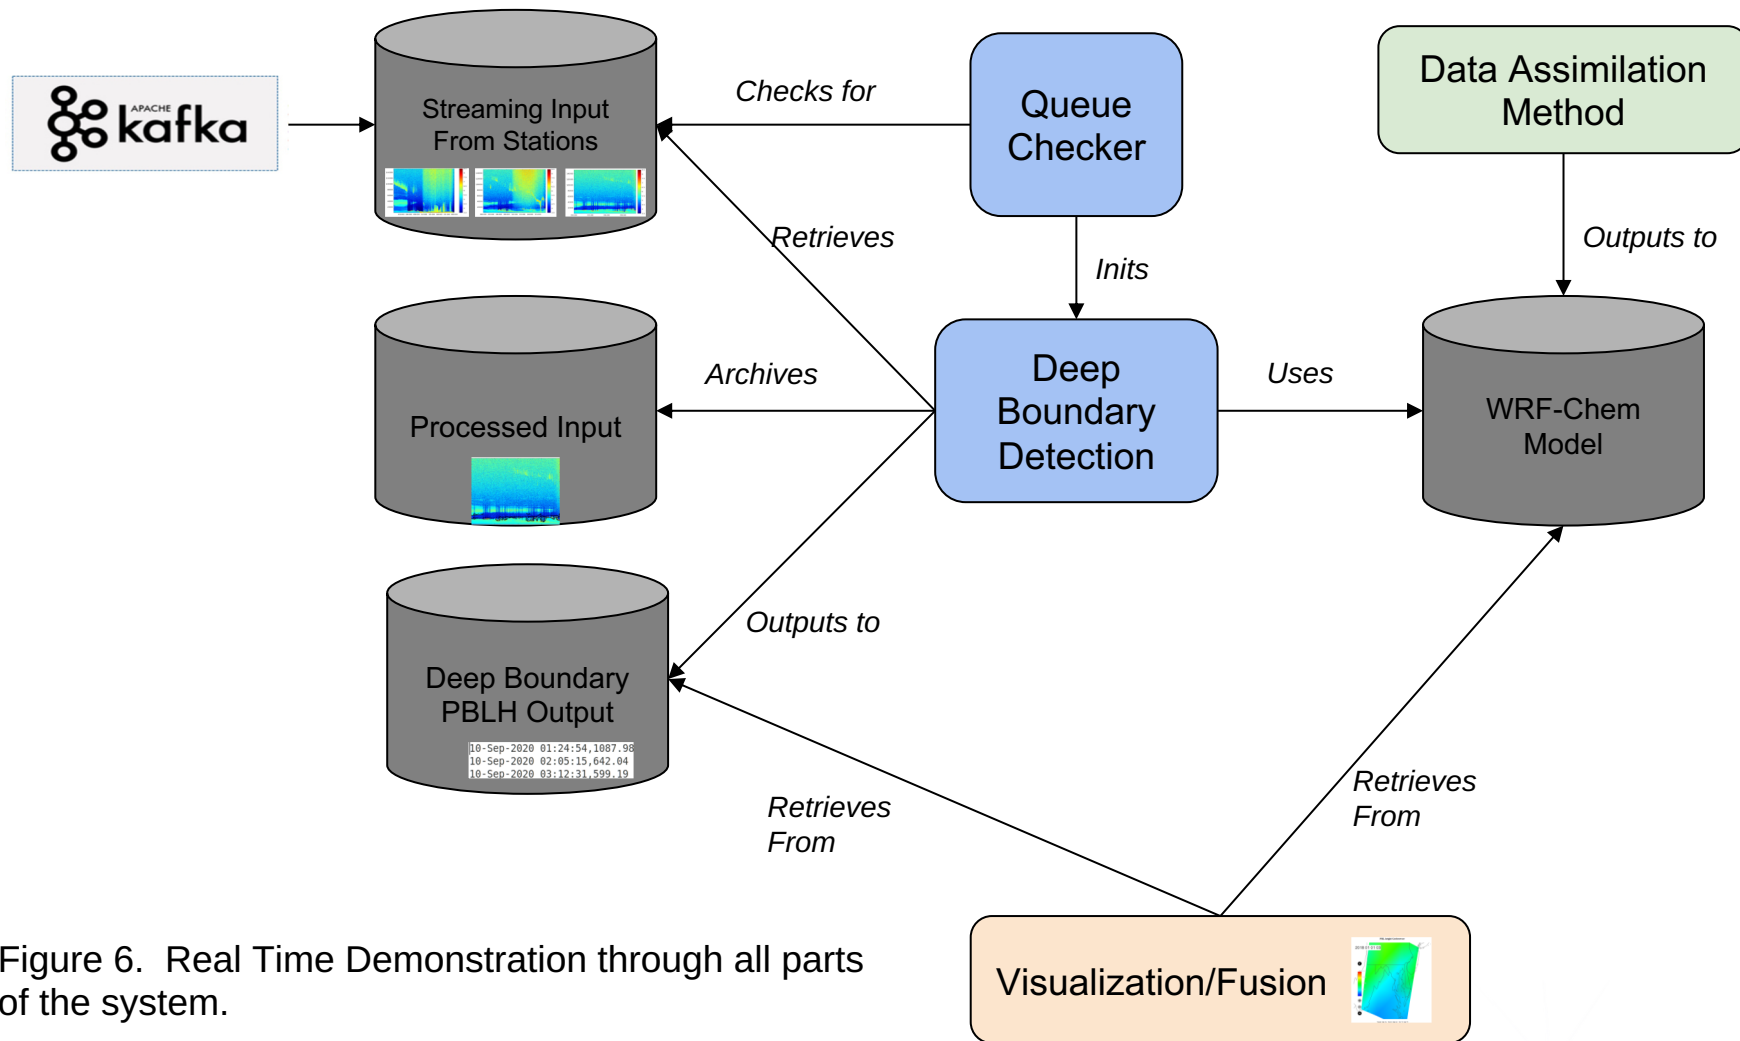 APACHE
kafka
Streaming Input
From Stations
Checks for
Queue
Checker
Data Assimilation
Method
Retrieves
Inits
Outputs to
Processed Input
Archives
Deep
Boundary
Detection
Uses
WRF-Chem
Model
Deep Boundary
PBLH Output
10-Sep-2020 01:24:54,1087.98
10-Sep-2020 02:05:15,642.04
10-Sep-2020 03:12:31,599.19
Outputs to
Retrieves
From
Retrieves
From
Visualization/Fusion
Figure 6.  Real Time Demonstration through all parts
of the system.